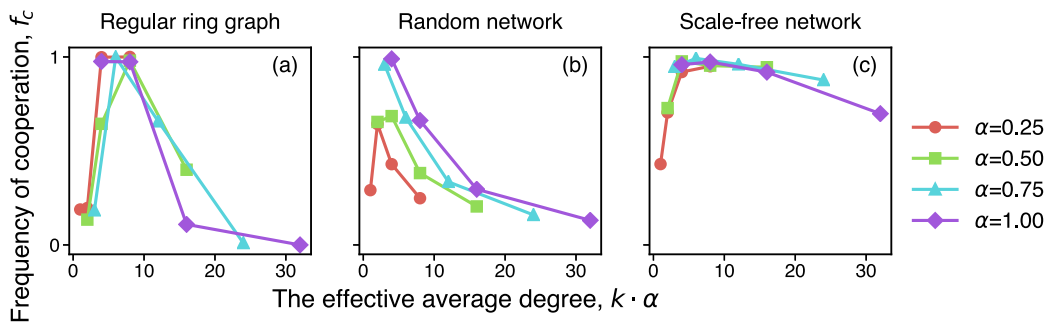 Regular ring graph
Random network
Scale-free network
Frequency of cooperation, f_c
1
0
(a)
(b)
(c)
0 10 20 30
0 10 20 30
0 10 20 30
The effective average degree, k · α
α=0.25
α=0.50
α=0.75
α=1.00